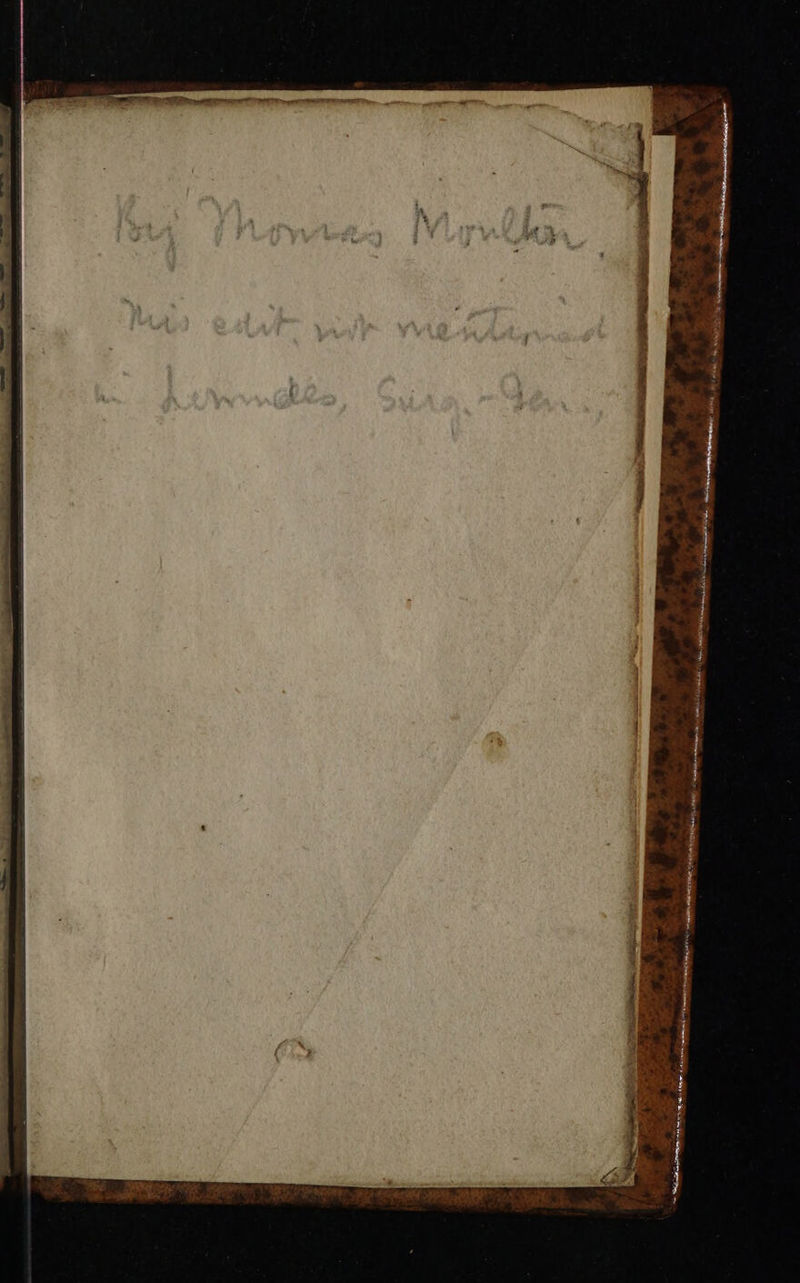 By Thomas Moulton.
This edit. not mentioned
in Lowndes, Surg.-Gen.,